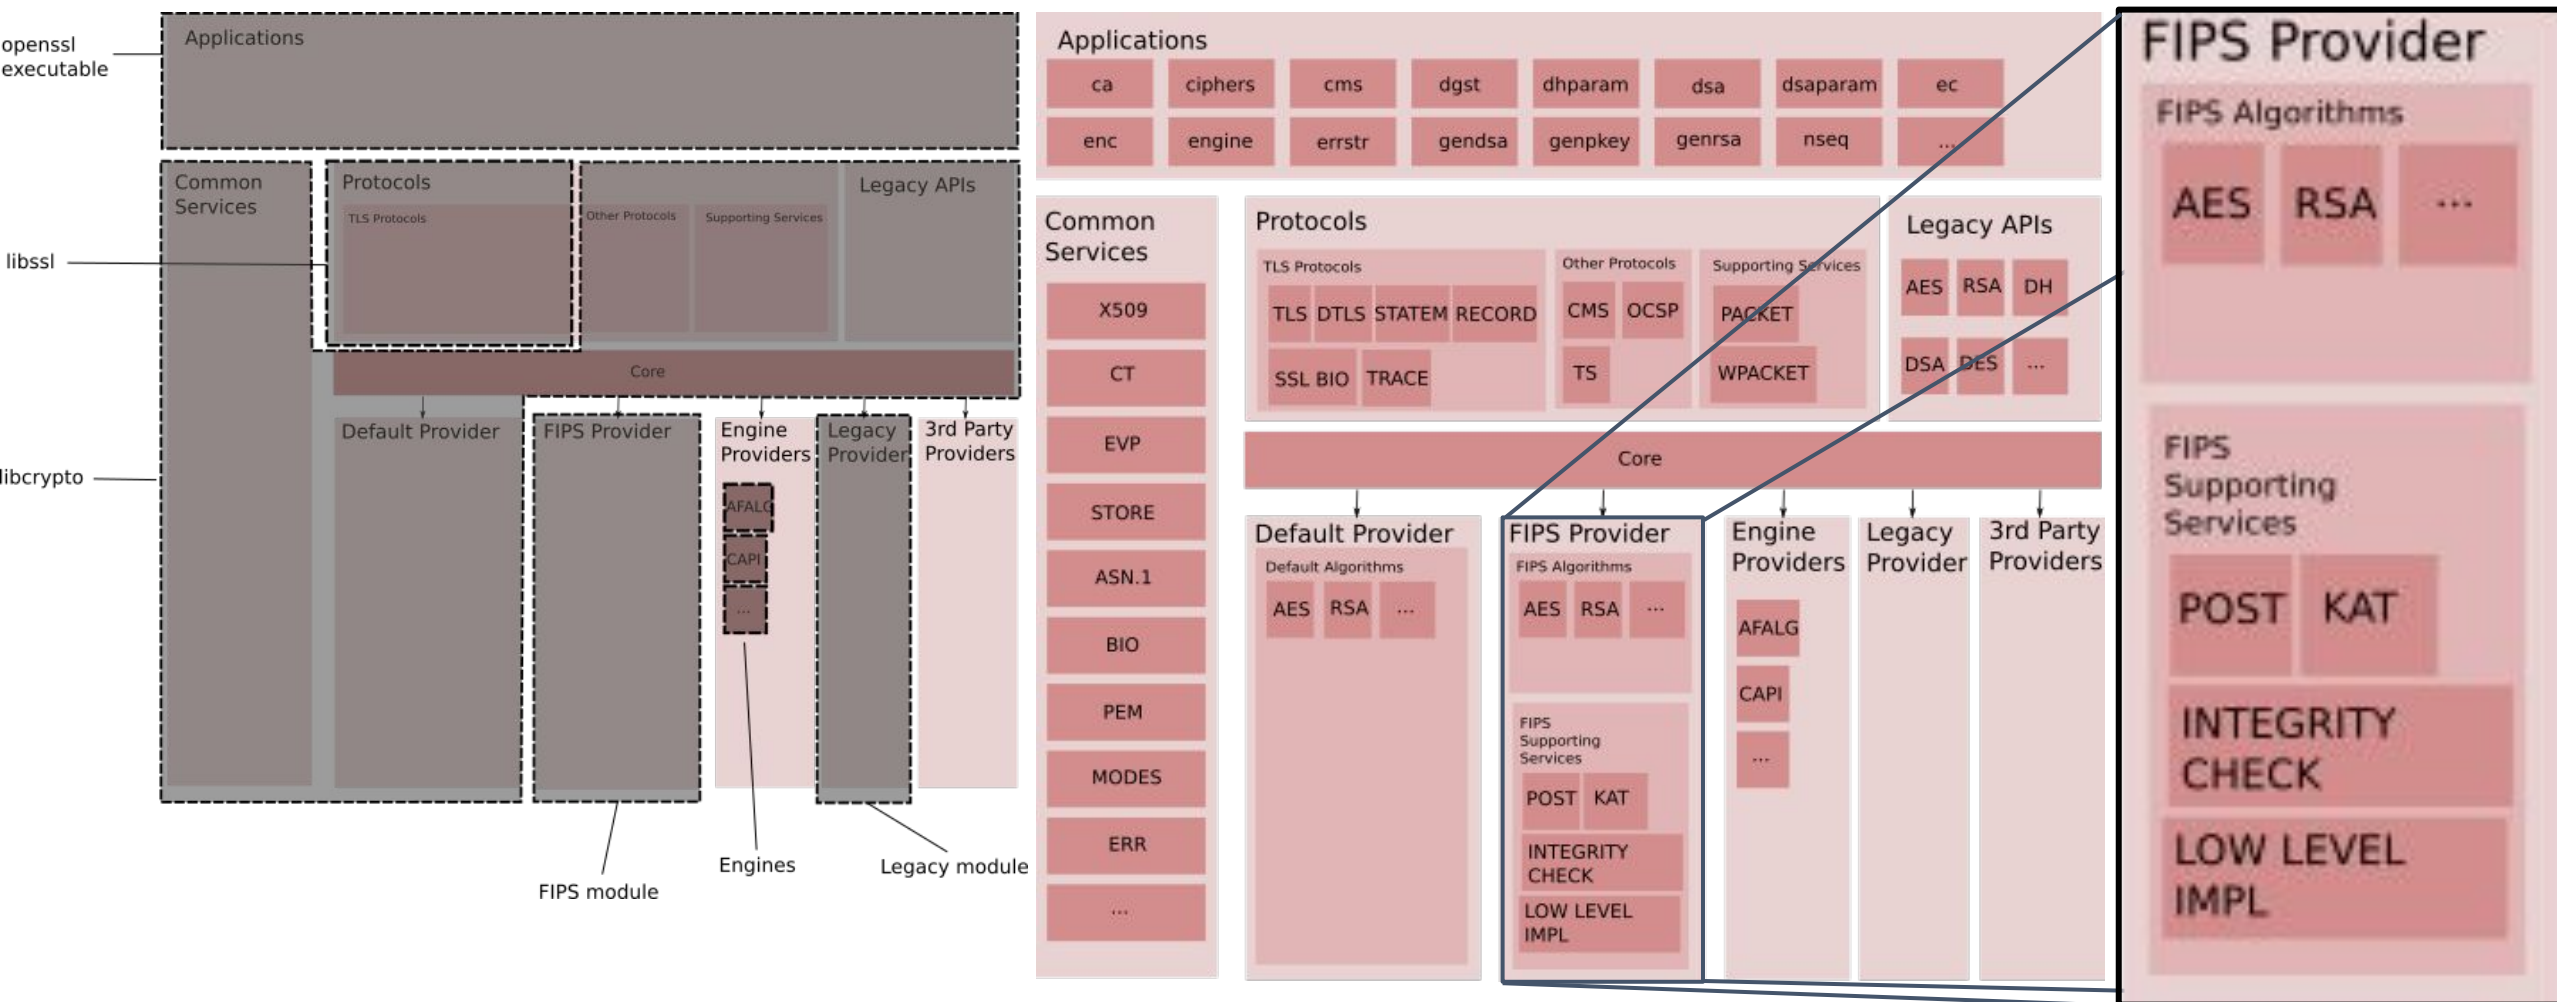 openssl
executable
Applications
Common
Services
Protocols
TLS Protocols
Other Protocols
Supporting Services
Legacy APIs
libssl
Core
Default Provider
FIPS Provider
Engine
Providers
AFALG
CAPI
...
Legacy
Provider
3rd Party
Providers
libcrypto
FIPS module
Engines
Legacy module
Applications
ca ciphers cms dgst dhparam dsa dsaparam ec
enc engine errstr gendsa genpkey genrsa nseq ...
Common
Services
X509
CT
EVP
STORE
ASN.1
BIO
PEM
MODES
ERR
...
Protocols
TLS Protocols
TLS DTLS STATEM RECORD
SSL BIO TRACE
Other Protocols
CMS OCSP
TS
Supporting Services
PACKET
WPACKET
Legacy APIs
AES RSA DH
DSA DES ...
Core
Default Provider
Default Algorithms
AES RSA ...
FIPS Provider
FIPS Algorithms
AES RSA ...
FIPS
Supporting
Services
POST KAT
INTEGRITY
CHECK
LOW LEVEL
IMPL
Engine
Providers
AFALG
CAPI
...
Legacy
Provider
3rd Party
Providers
FIPS Provider
FIPS Algorithms
AES RSA ...
FIPS
Supporting
Services
POST KAT
INTEGRITY
CHECK
LOW LEVEL
IMPL